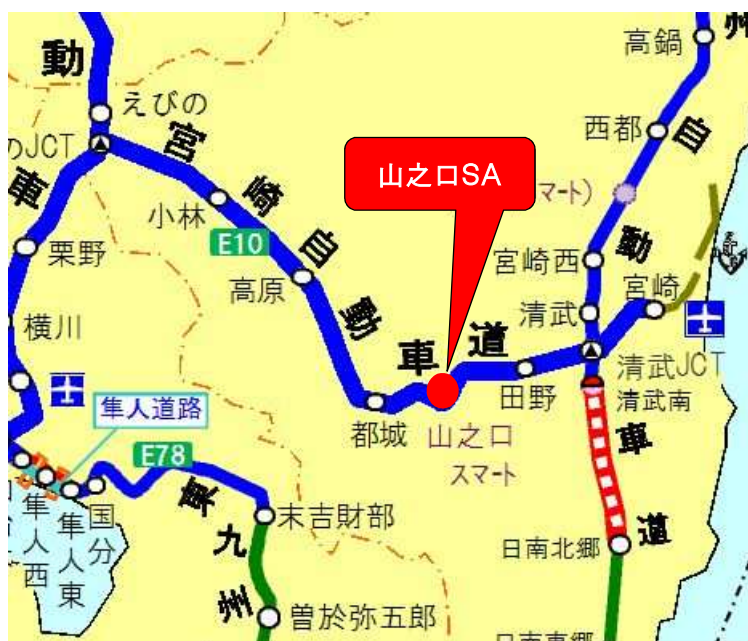 動
州
高鍋
えびの
のJCT
宮崎自動車道
西都
自動車道
山之口SA
マート）
車
小林
E10
栗野
高原
宮崎西
宮崎
清武
横川
清武JCT
田野
清武南
隼人道路
都城
山之口
スマート
E78
東九州
国分
隼人東
隼人西
末吉財部
日南北郷
曽於弥五郎